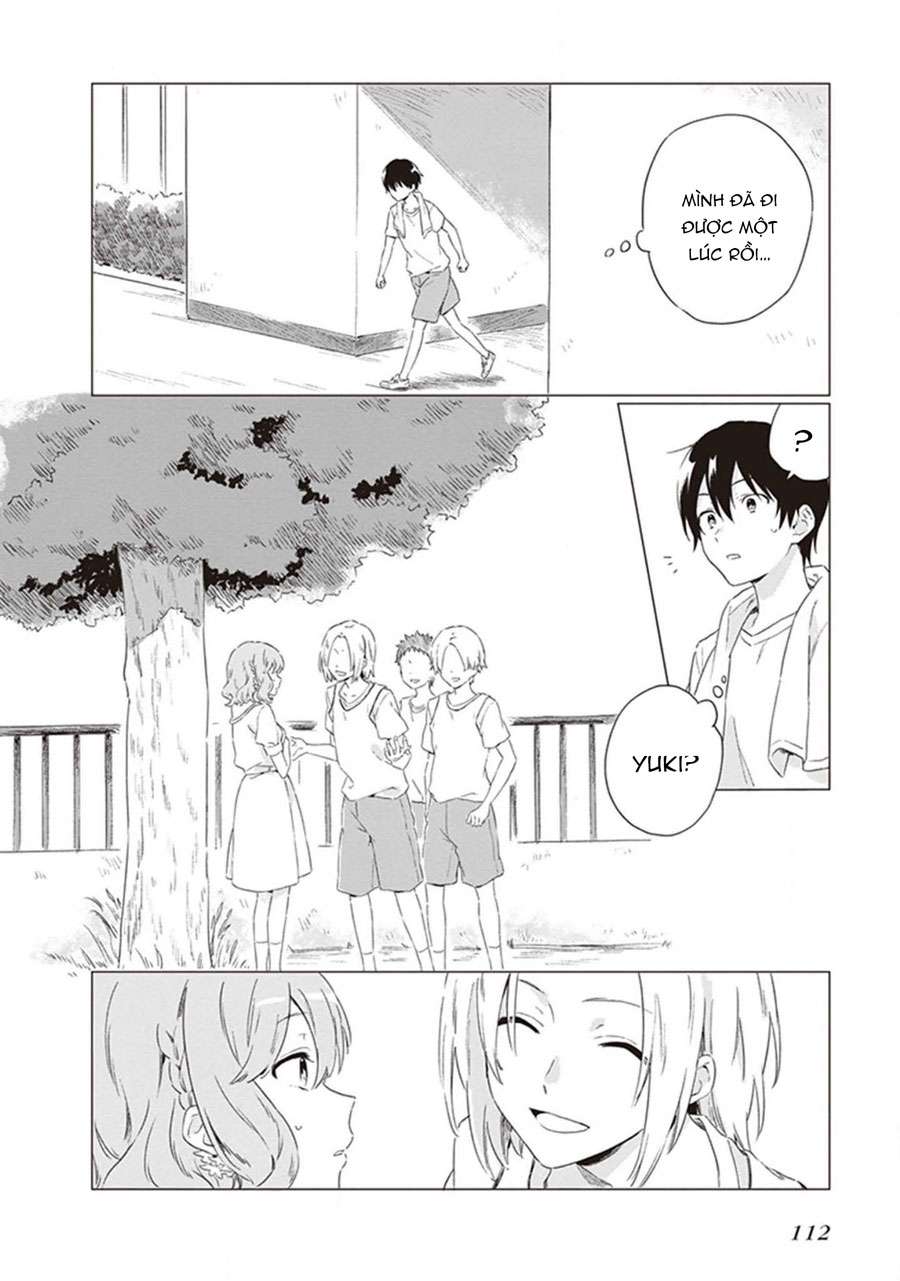 MÌNH ĐÃ ĐI
ĐƯỢC MỘT
LÚC RỒI...
?
YUKI?
112